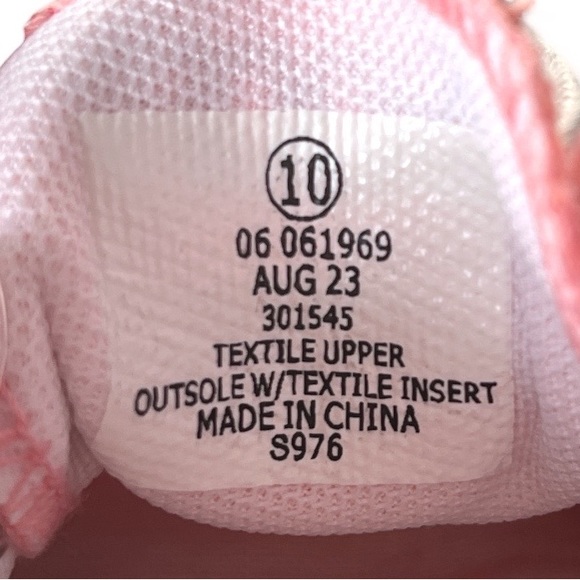 10
06 061969
AUG 23
301545
TEXTILE UPPER
OUTSOLE W/TEXTILE INSERT
MADE IN CHINA
S976